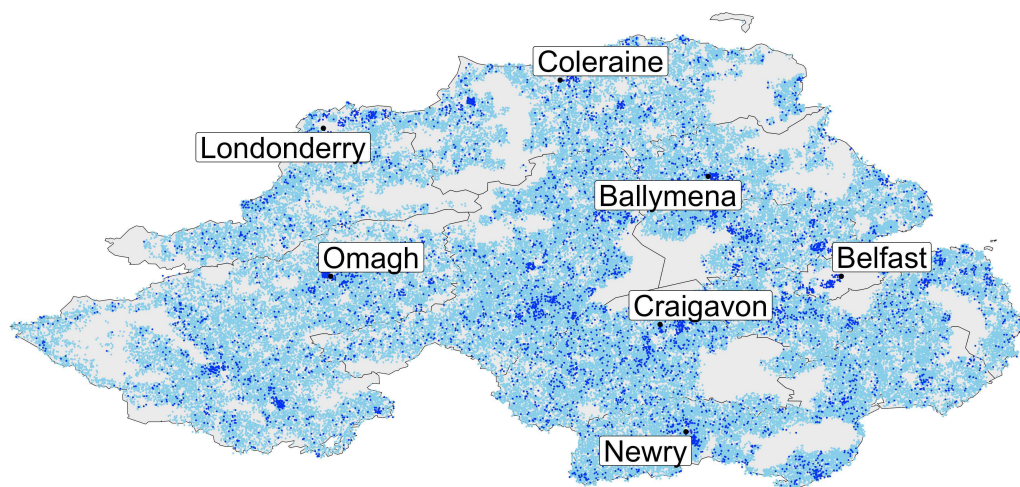 Coleraine
Londonderry
Ballymena
Omagh
Belfast
Craigavon
Newry